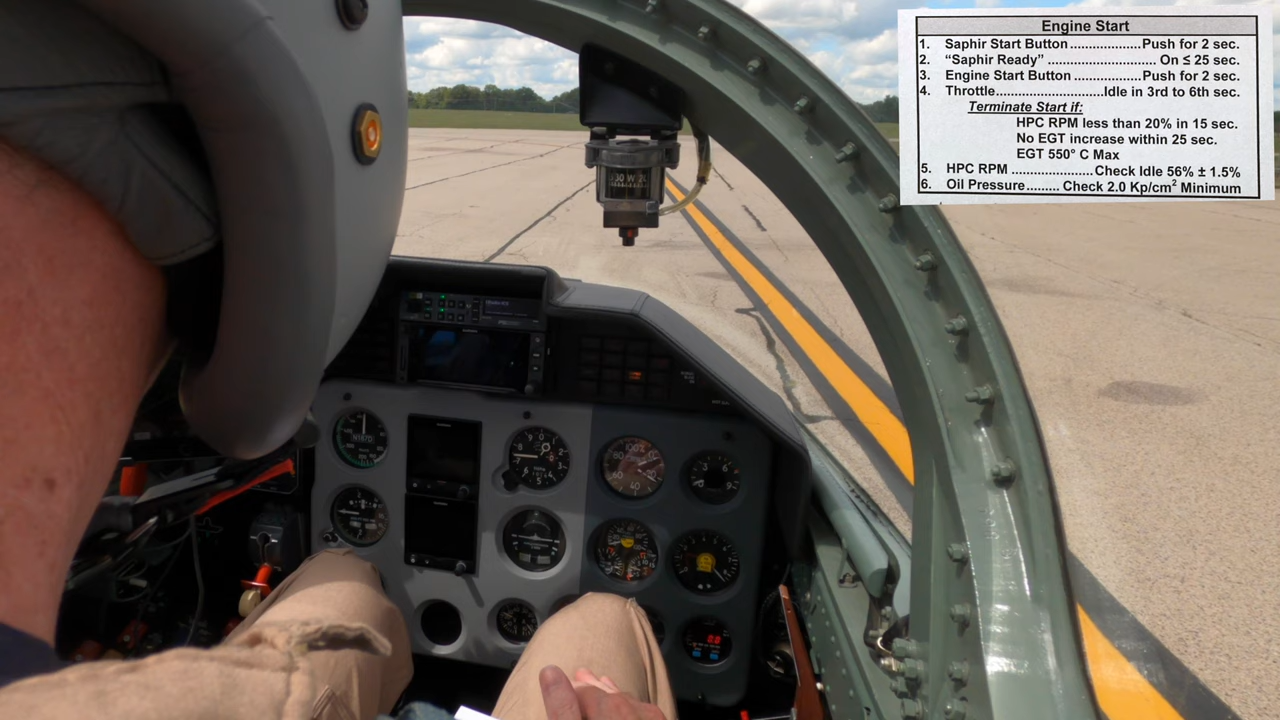 Engine Start
1. Saphir Start Button....................Push for 2 sec.
2. “Saphir Ready” ............................... On ≤ 25 sec.
3. Engine Start Button .....................Push for 2 sec.
4. Throttle...............................Idle in 3rd to 6th sec.
Terminate Start if:
HPC RPM less than 20% in 15 sec.
No EGT increase within 25 sec.
EGT 550° C Max
5. HPC RPM ........................Check Idle 56% ± 1.5%
6. Oil Pressure......... Check 2.0 Kp/cm² Minimum
30 W
N187D